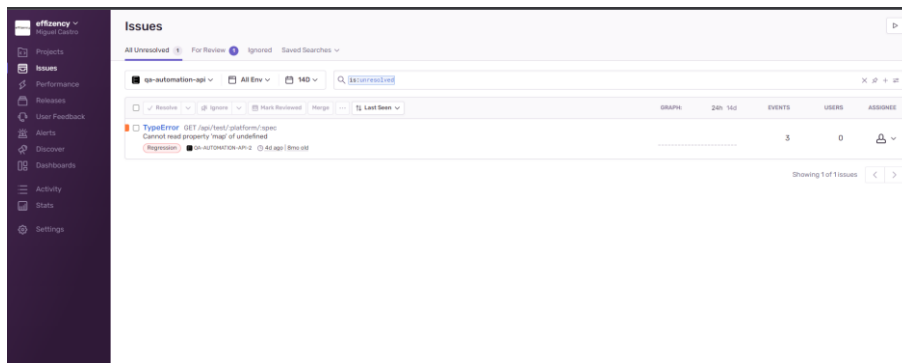 effizency
Miguel Castro
Projects
Issues
Performance
Releases
User Feedback
Alerts
Discover
Dashboards
Activity
Stats
Settings
Issues
All Unresolved 1 For Review 1 Ignored Saved Searches
qa-automation-api All Env 14D is:unresolved
Resolve Ignore Mark Reviewed Merge ... Last Seen GRAPH: 24h 14d EVENTS USERS ASSIGNEE
TypeError GET /api/test/:platform/:spec
Cannot read property 'map' of undefined
Regression QA-AUTOMATION-API-2 4d ago | 8mo old 3 0
Showing 1 of 1 issues